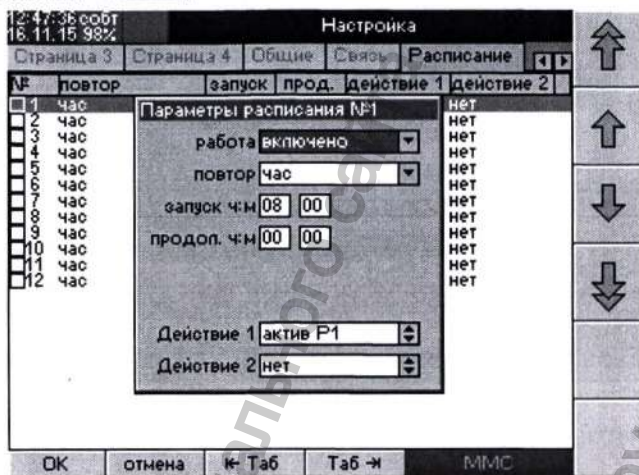 12:47:36 собт
16.11.15 98%
Настройка
Страница 3 Страница 4 Общие Связь Расписание
№ повтор запуск прод. действие 1 действие 2
1 час нет
2 час нет
3 час нет
4 час нет
5 час нет
6 час нет
7 час нет
8 час нет
9 час нет
10 час нет
11 час нет
12 час нет
Параметры расписания №1
работа включено
повтор час
запуск ч:м 08 00
продол. ч:м 00 00
Действие 1 актив Р1
Действие 2 нет
ОК отмена Таб Таб ММС